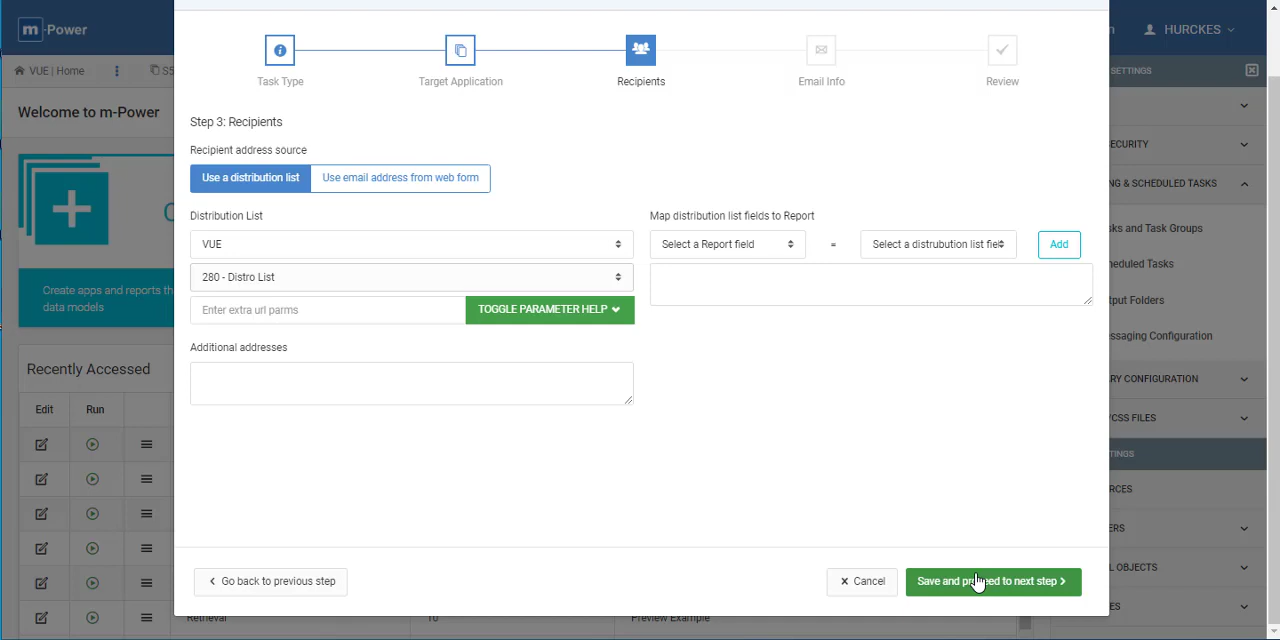 m -Power
n HURCKES
Task Type
Target Application
Recipients
Email Info
Review
VUE | Home
SETTINGS
Welcome to m-Power
Step 3: Recipients
Recipient address source
ECURITY
Use a distribution list
Use email address from web form
NG & SCHEDULED TASKS
Distribution List
Map distribution list fields to Report
sks and Task Groups
VUE
Select a Report field
=
Select a distrubution list fiel
Add
heduled Tasks
280 - Distro List
Create apps and reports th
data models
tput Folders
Enter extra url parms
TOGGLE PARAMETER HELP
ssaging Configuration
Additional addresses
Recently Accessed
RY CONFIGURATION
Edit
Run
/CSS FILES
TINGS
RCES
ERS
L OBJECTS
ES
Go back to previous step
Cancel
Save and proceed to next step
Retrieval
10
Preview Example